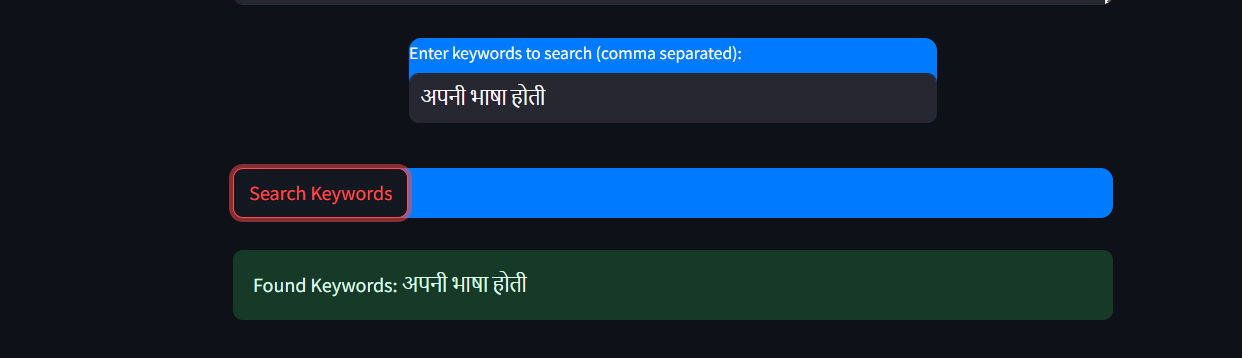 Enter keywords to search (comma separated):
अपनी भाषा होती
Search Keywords
Found Keywords: अपनी भाषा होती